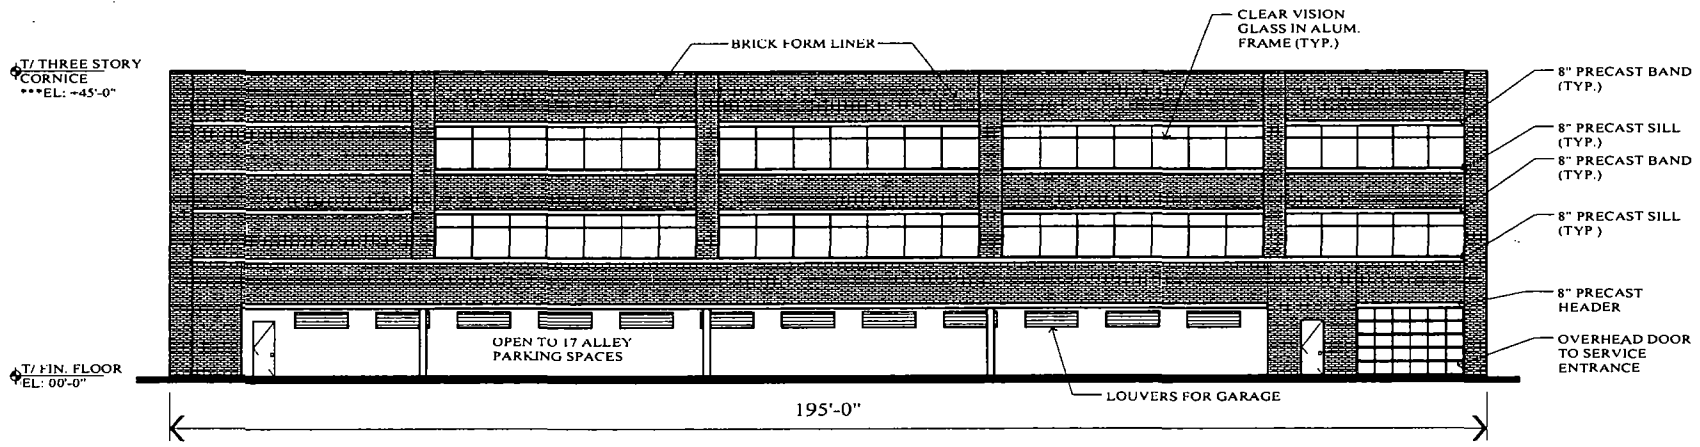 CLEAR VISION
GLASS IN ALUM.
FRAME (TYP.)
BRICK FORM LINER
T/ THREE STORY
CORNICE
***EL: +45'-0"
8" PRECAST BAND
(TYP.)
8" PRECAST SILL
(TYP.)
8" PRECAST BAND
(TYP.)
8" PRECAST SILL
(TYP.)
8" PRECAST
HEADER
OPEN TO 17 ALLEY
PARKING SPACES
OVERHEAD DOOR
TO SERVICE
ENTRANCE
T/ FIN. FLOOR
EL: 00'-0"
LOUVERS FOR GARAGE
195'-0"